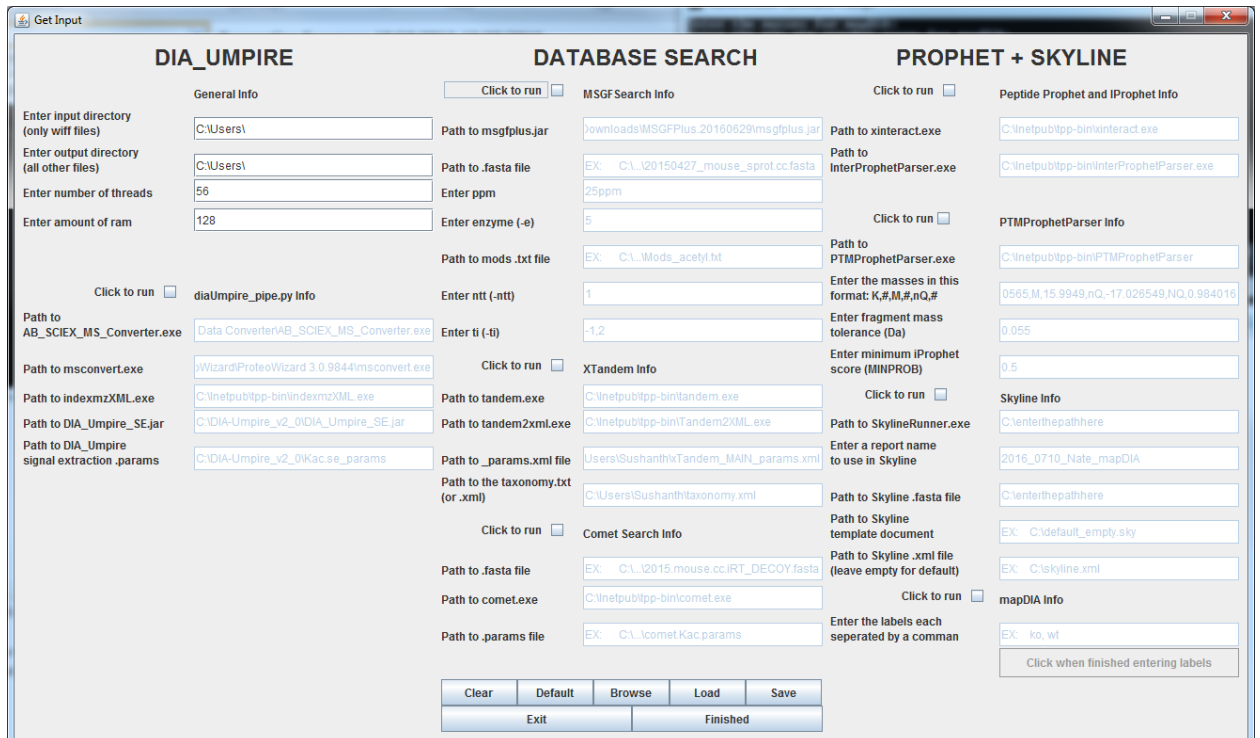 Get Input
DIA_UMPIRE
General Info
Enter input directory
(only wiff files)
C:\Users\
Enter output directory
(all other files)
C:\Users\
Enter number of threads
56
Enter amount of ram
128
Click to run
diaUmpire_pipe.py Info
Path to
AB_SCIEX_MS_Converter.exe
Data Converter\AB_SCIEX_MS_Converter.exe
Path to msconvert.exe
oWizard\ProteoWizard 3.0.9844\msconvert.exe
Path to indexmzXML.exe
C:\Inetpub\tpp-bin\indexmzXML.exe
Path to DIA_Umpire_SE.jar
C:\DIA-Umpire_v2_0\DIA_Umpire_SE.jar
Path to DIA_Umpire
signal extraction .params
C:\DIA-Umpire_v2_0\Kac.se_params
DATABASE SEARCH
Click to run
MSGFSearch Info
Path to msgfplus.jar
Downloads\MSGFPlus.20160629\msgfplus.jar
Path to .fasta file
EX: C:\...\20150427_mouse_sprot.cc.fasta
Enter ppm
25ppm
Enter enzyme (-e)
5
Path to mods .txt file
EX: C:\...\Mods_acetyl.txt
Enter ntt (-ntt)
1
Enter ti (-ti)
-1,2
Click to run
XTandem Info
Path to tandem.exe
C:\Inetpub\tpp-bin\tandem.exe
Path to tandem2xml.exe
C:\Inetpub\tpp-bin\Tandem2XML.exe
Path to _params.xml file
Users\Sushanth\xTandem_MAIN_params.xml
Path to the taxonomy.txt
(or .xml)
C:\Users\Sushanth\taxonomy.xml
Click to run
Comet Search Info
Path to .fasta file
EX: C:\...\2015.mouse.cc.iRT_DECOY.fasta
Path to comet.exe
C:\Inetpub\tpp-bin\comet.exe
Path to .params file
EX: C:\...\comet.Kac.params
Clear
Default
Browse
Load
Save
Exit
Finished
PROPHET + SKYLINE
Click to run
Peptide Prophet and IProphet Info
Path to xinteract.exe
C:\Inetpub\tpp-bin\xinteract.exe
Path to
InterProphetParser.exe
C:\Inetpub\tpp-bin\InterProphetParser.exe
Click to run
PTMProphetParser Info
Path to
PTMProphetParser.exe
C:\Inetpub\tpp-bin\PTMProphetParser
Enter the masses in this
format: K,#,M,#,nQ,#
0565,M,15.9949,nQ,-17.026549,NQ,0.984016
Enter fragment mass
tolerance (Da)
0.055
Enter minimum iProphet
score (MINPROB)
0.5
Click to run
Skyline Info
Path to SkylineRunner.exe
C:\enterthepathhere
Enter a report name
to use in Skyline
2016_0710_Nate_mapDIA
Path to Skyline .fasta file
C:\enterthepathhere
Path to Skyline
template document
EX: C:\default_empty.sky
Path to Skyline .xml file
(leave empty for default)
EX: C:\skyline.xml
Click to run
mapDIA Info
Enter the labels each
seperated by a comman
EX: ko, wt
Click when finished entering labels